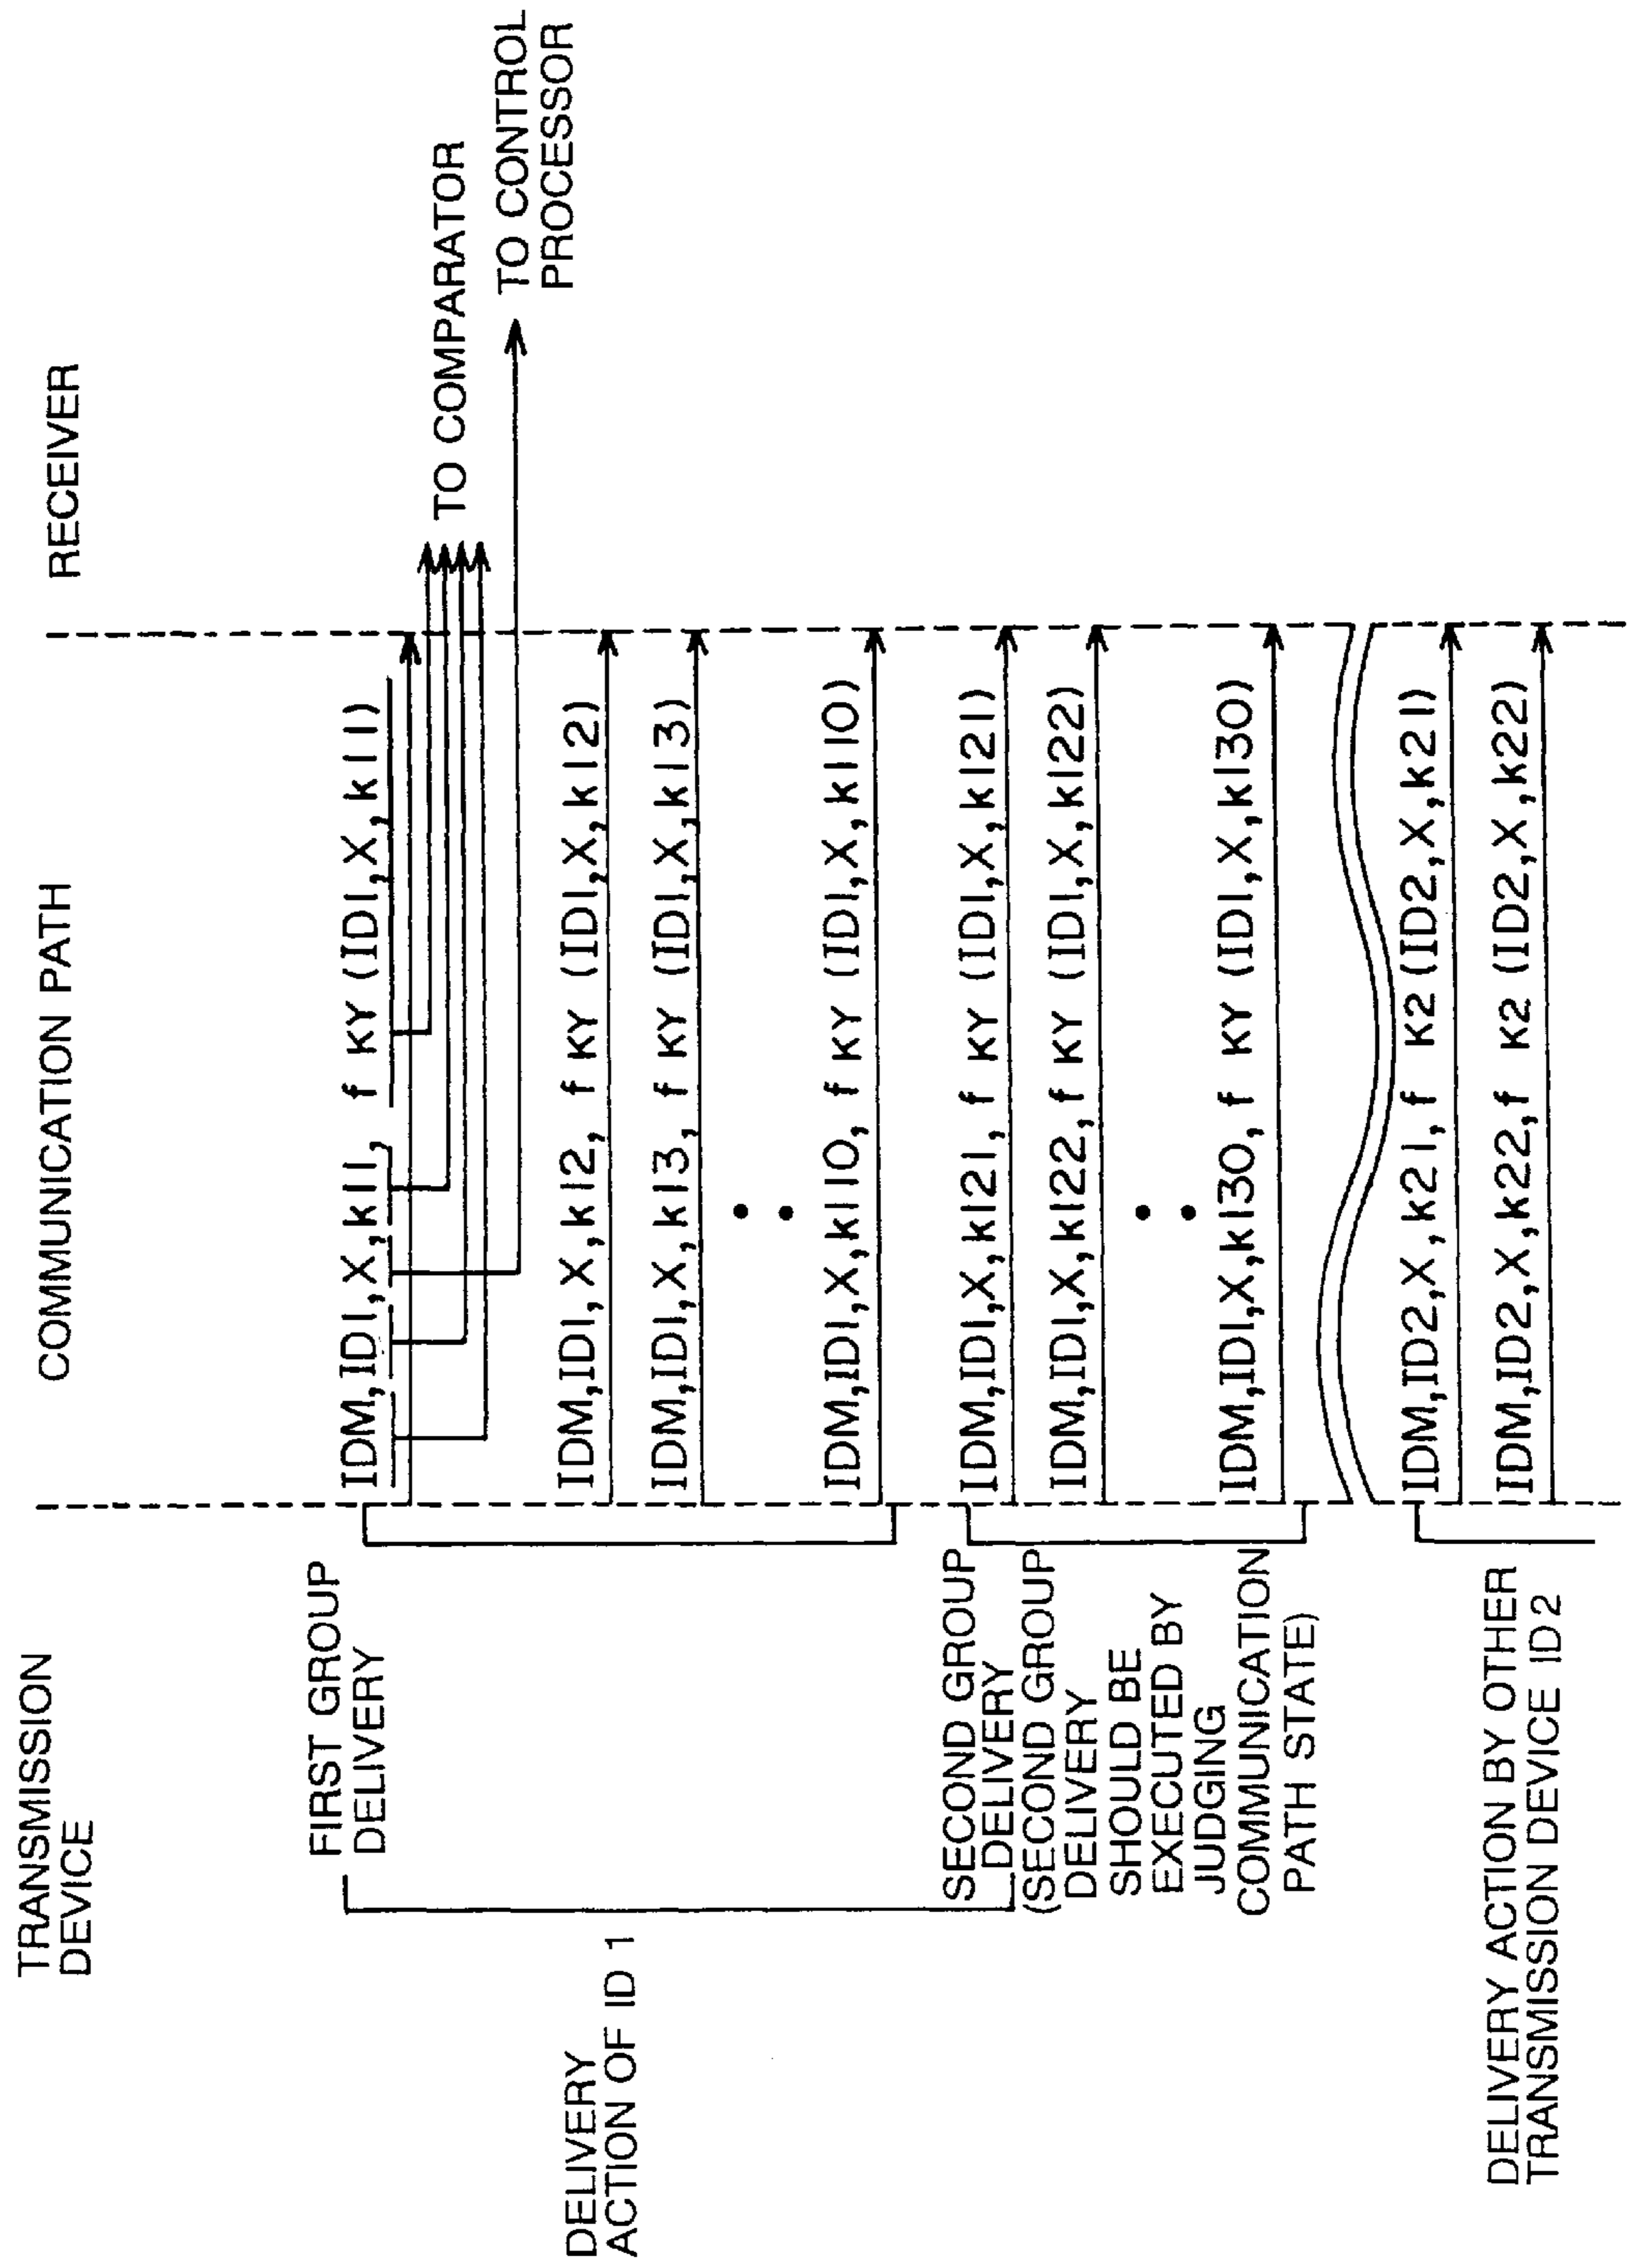 TRANSMISSION
DEVICE
COMMUNICATION PATH
RECEIVER
DELIVERY
ACTION OF ID 1
FIRST GROUP
DELIVERY
IDM,ID1,X,k11, f KY (ID1,X,k11)
TO COMPARATOR
TO CONTROL
PROCESSOR
IDM,ID1,X,k12, f KY (ID1,X,k12)
IDM,ID1,X,k13, f KY (ID1,X,k13)
IDM,ID1,X,k110, f KY (ID1,X,k110)
SECOND GROUP
DELIVERY
(SECOND GROUP
DELIVERY
SHOULD BE
EXECUTED BY
JUDGING
COMMUNICATION
PATH STATE)
IDM,ID1,X,k121, f KY (ID1,X,k121)
IDM,ID1,X,k122, f KY (ID1,X,k122)
IDM,ID1,X,k130, f KY (ID1,X,k130)
DELIVERY ACTION BY OTHER
TRANSMISSION DEVICE ID2
IDM,ID2,X,k21, f K2 (ID2,X,k21)
IDM,ID2,X,k22,f K2 (ID2,X,k22)